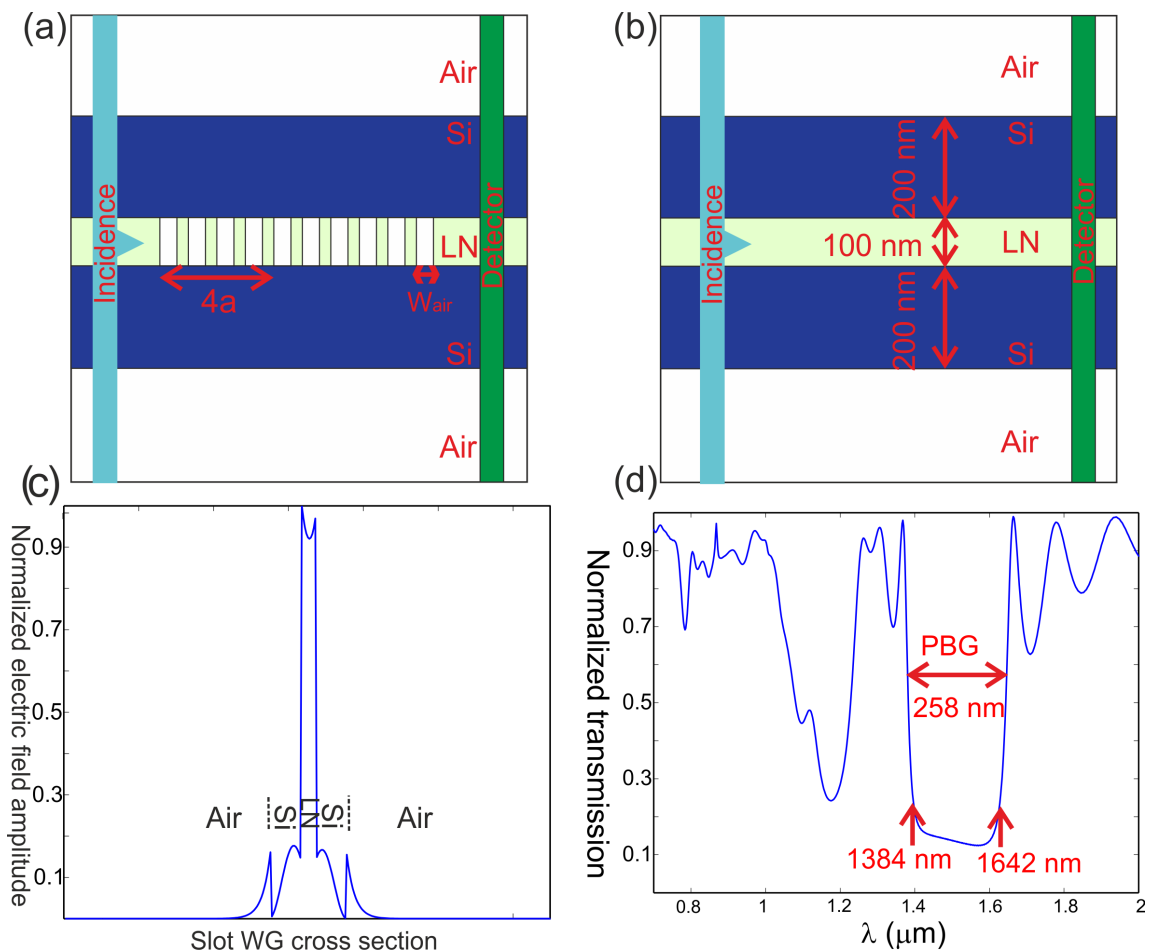 (a)
Air
Si
Incidence
LN
Detector
4a
Wair
Si
Air
(b)
Air
Si
200 nm
Incidence
100 nm
LN
Detector
200 nm
Si
Air
(c)
Normalized electric field amplitude
0.9
0.7
0.5
0.3
0.1
Air
Si
LN
Si
Air
Slot WG cross section
(d)
Normalized transmission
0.9
0.7
0.5
0.3
0.1
PBG
258 nm
1384 nm
1642 nm
0.8
1
1.2
1.4
1.6
1.8
2
λ (μm)